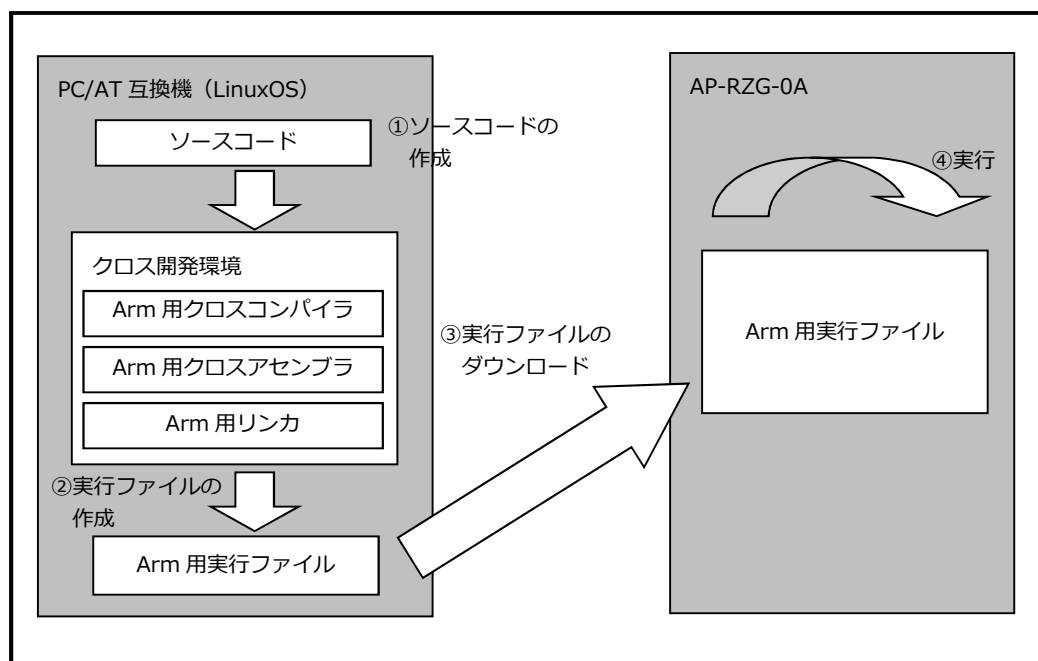 PC/AT 互換機（LinuxOS）
ソースコード
①ソースコードの
作成
クロス開発環境
Arm 用クロスコンパイラ
Arm 用クロスアセンブラ
Arm 用リンカ
②実行ファイルの
作成
Arm 用実行ファイル
③実行ファイルの
ダウンロード
AP-RZG-0A
④実行
Arm 用実行ファイル